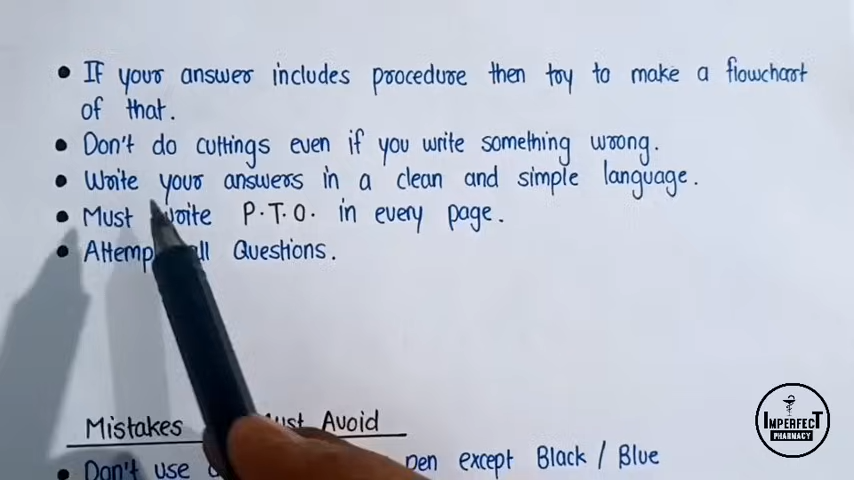 If your answer includes procedure then try to make a flowchart
of that.
Don't do cuttings even if you write something wrong.
Write your answers in a clean and simple language.
Must write P.T.O. in every page.
Attemp all Questions.
Mistakes Must Avoid
Don't use pen except Black / Blue
IMPERFECT
PHARMACY